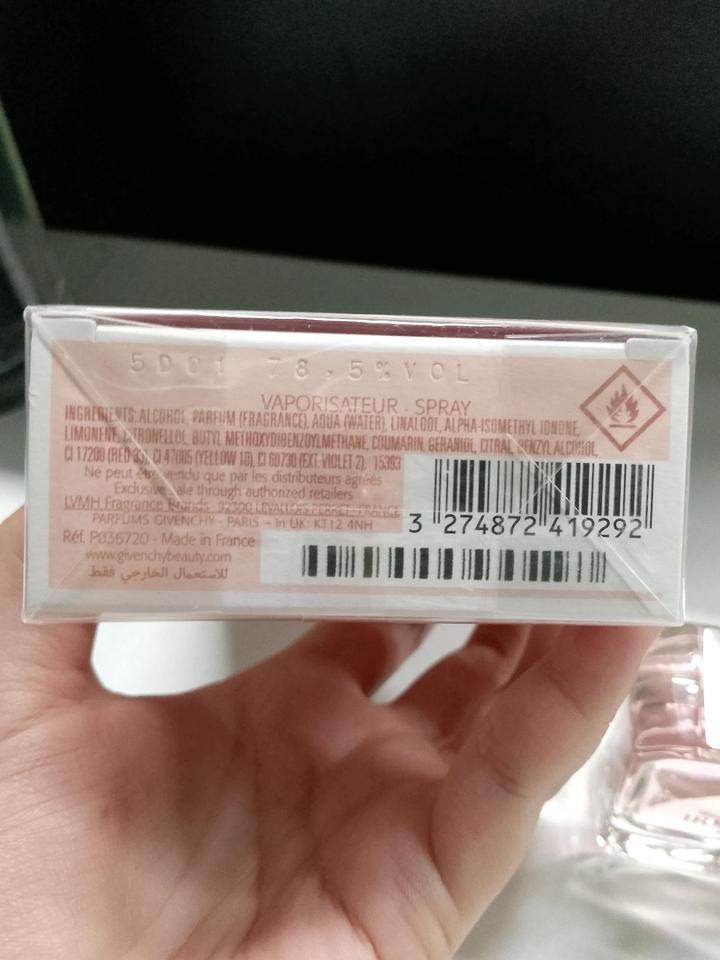 5D01 78,5%VOL
VAPORISATEUR - SPRAY
INGREDIENTS: ALCOHOL, PARFUM (FRAGRANCE), AQUA (WATER), LINALOOL, ALPHA-ISOMETHYL IONONE,
LIMONENE, CITRONELLOL, BUTYL METHOXYDIBENZOYLMETHANE, COUMARIN, GERANIOL, CITRAL, BENZYL ALCOHOL,
CI 17200 (RED 33), CI 47005 (YELLOW 10), CI 60730 (EXT. VIOLET 2). 15393
Ne peut être vendu que par les distributeurs agréés
Exclusive sale through authorized retailers
LVMH Fragrance Brands - 92300 LEVALLOIS PERRET - FRANCE
PARFUMS GIVENCHY - PARIS - In UK: KT12 4NH
Réf. P036720 - Made in France
www.givenchybeauty.com
للاستعمال الخارجي فقط
3 274872 419292